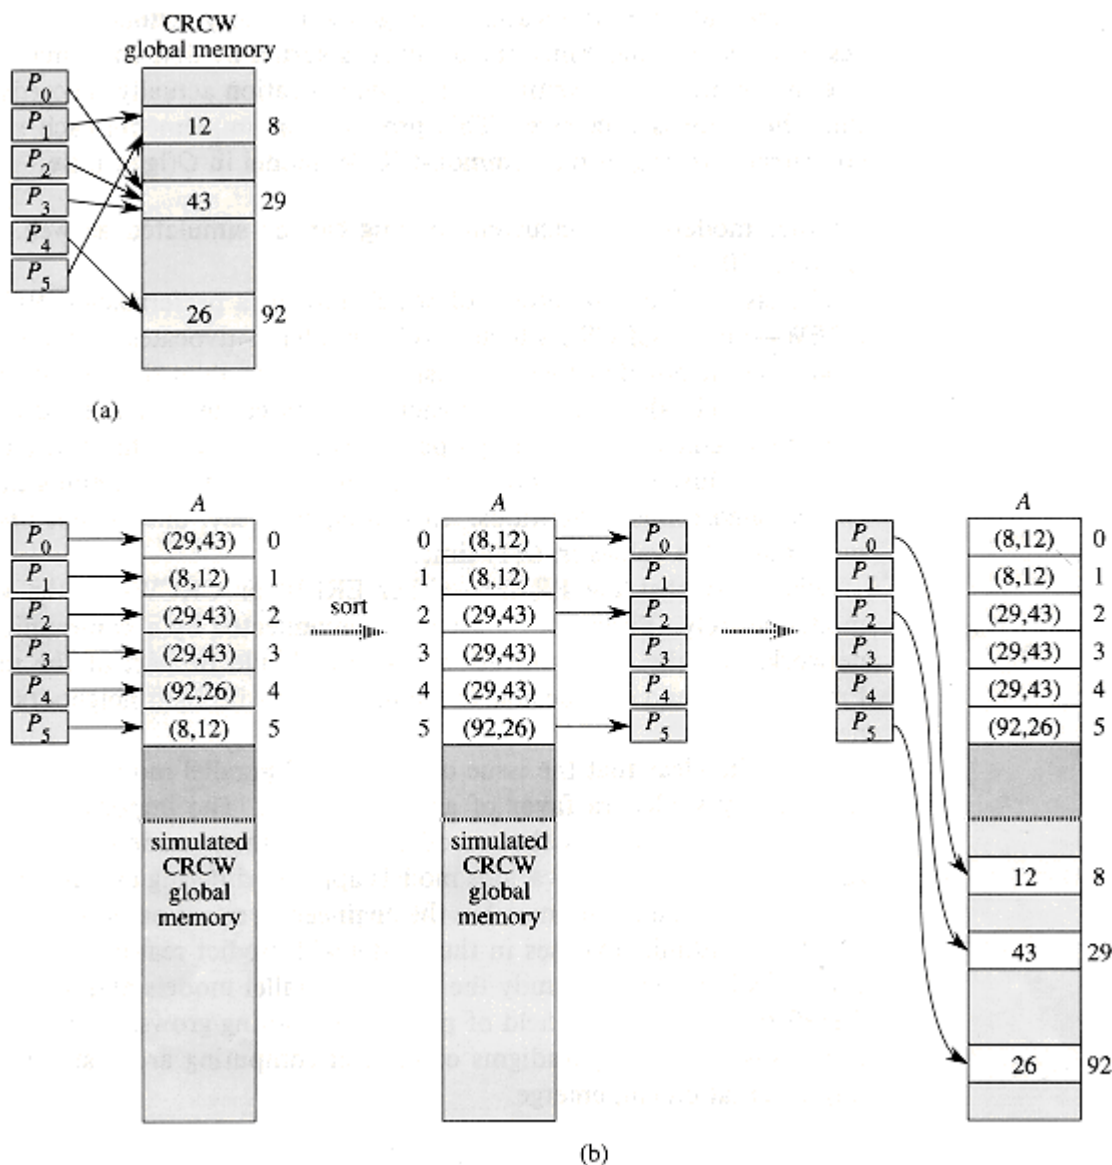 CRCW
global memory
P0
P1
P2
P3
P4
P5
12 8
43 29
26 92
(a)
A
P0 (29,43) 0
P1 (8,12) 1
P2 (29,43) 2
P3 (29,43) 3
P4 (92,26) 4
P5 (8,12) 5
simulated
CRCW
global
memory
sort
A
0 (8,12) P0
1 (8,12) P1
2 (29,43) P2
3 (29,43) P3
4 (29,43) P4
5 (92,26) P5
simulated
CRCW
global
memory
A
P0 (8,12) 0
P1 (8,12) 1
P2 (29,43) 2
P3 (29,43) 3
P4 (29,43) 4
P5 (92,26) 5
12 8
43 29
26 92
(b)